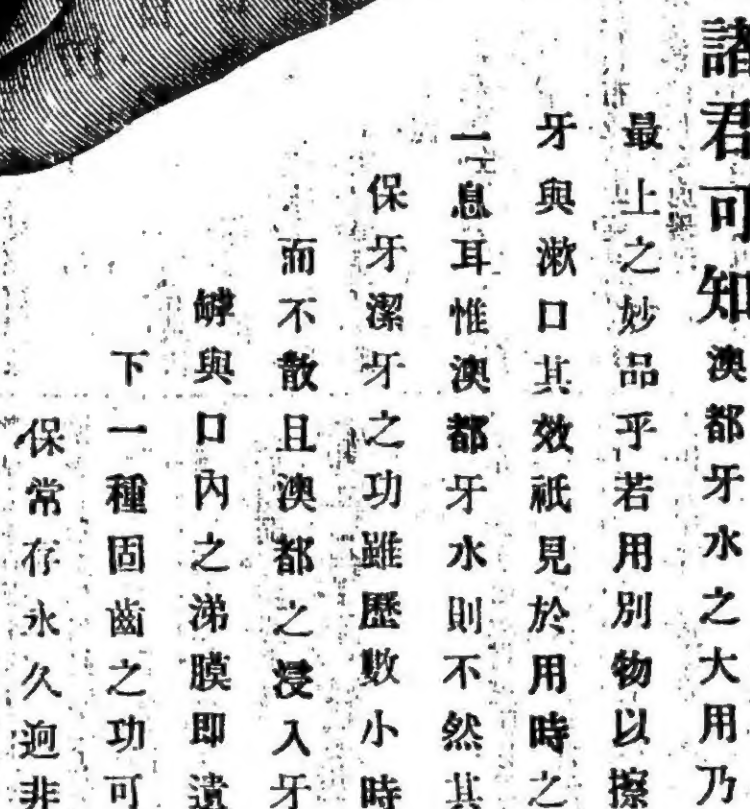 諸君可知澳都牙水之大用乃
最上之妙品乎若用別物以擦
牙與漱口其效祇見於用時之
一息耳惟澳都牙水則不然其
保牙潔牙之功雖歷數小時
而不散且澳都之浸入牙
罅與口內之涕膜即遺
下一種固齒之功可
保常存永久迥非